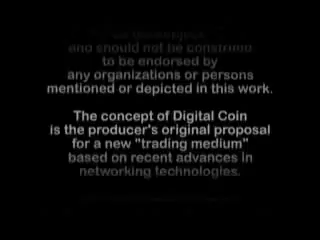 and should not be construed
to be endorsed by
any organizations or persons
mentioned or depicted in this work.
The concept of Digital Coin
is the producer's original proposal
for a new "trading medium"
based on recent advances in
networking technologies.